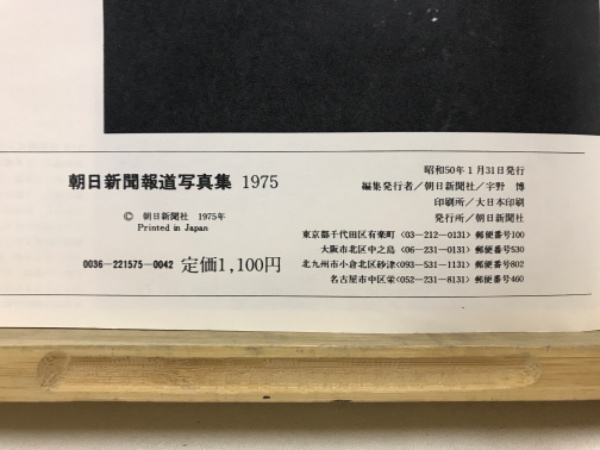 朝日新聞報道写真集 1975
© 朝日新聞社 1975年
Printed in Japan
0036-221575-0042 定価1,100円
昭和50年1月31日発行
編集発行者/朝日新聞社/宇野 博
印刷所/大日本印刷
発行所/朝日新聞社
東京都千代田区有楽町〈03-212-0131〉郵便番号100
大阪市北区中之島〈06-231-0131〉郵便番号530
北九州市小倉北区砂津〈093-531-1131〉郵便番号802
名古屋市中区栄〈052-231-8131〉郵便番号460